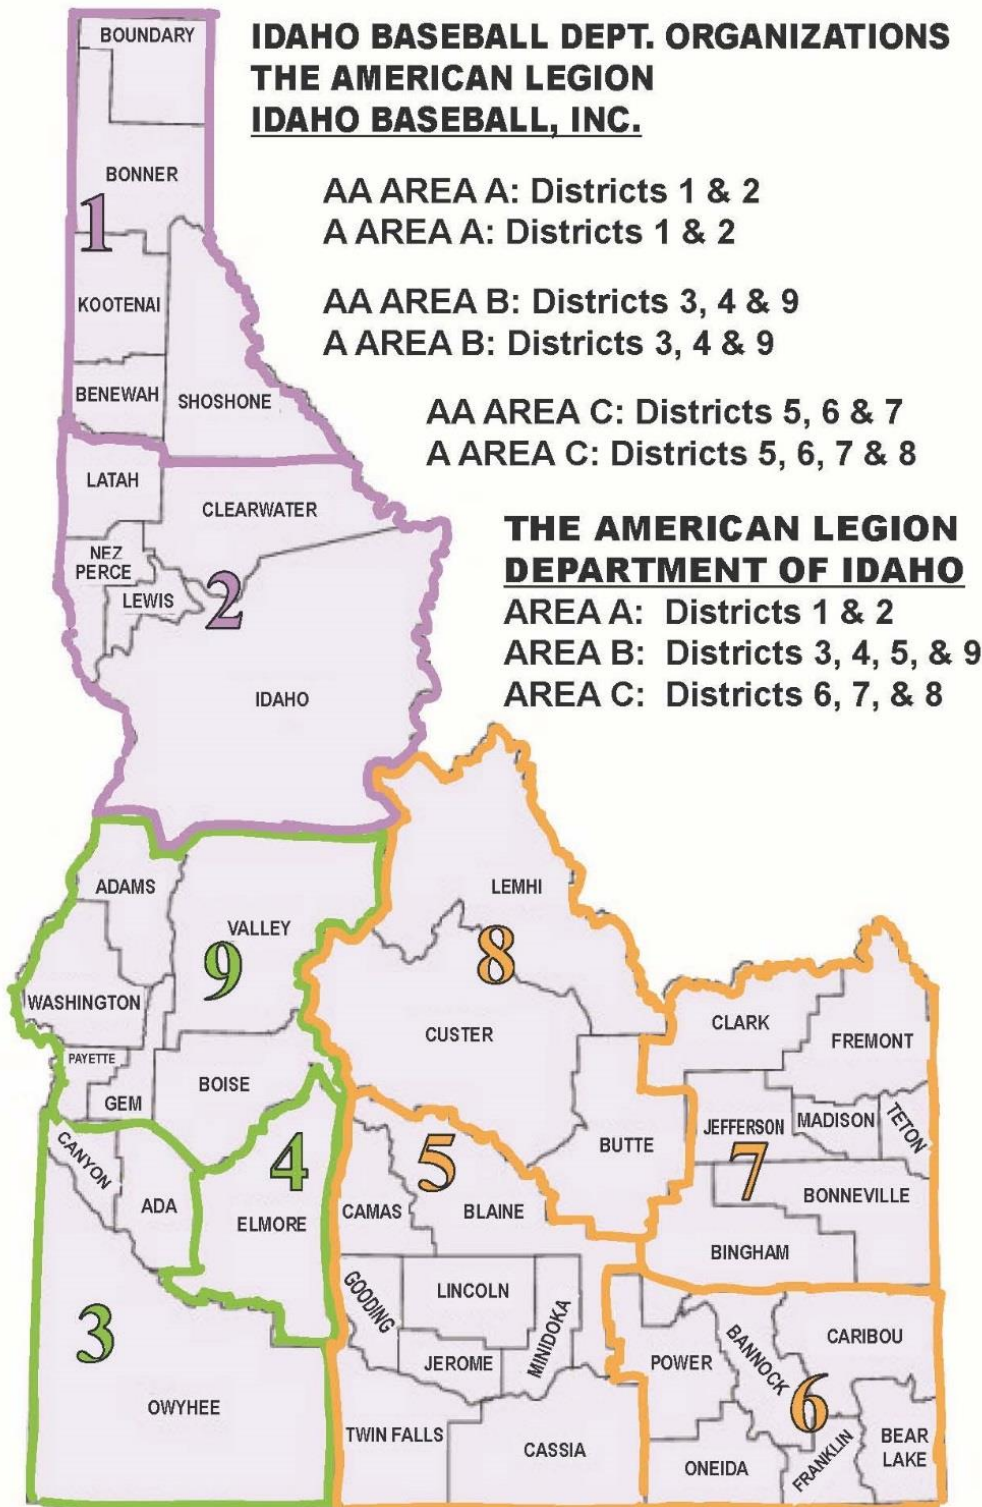 BOUNDARY
IDAHO BASEBALL DEPT. ORGANIZATIONS
THE AMERICAN LEGION
IDAHO BASEBALL, INC.
BONNER
1
AA AREA A: Districts 1 & 2
A AREA A: Districts 1 & 2
KOOTENAI
AA AREA B: Districts 3, 4 & 9
A AREA B: Districts 3, 4 & 9
BENEWAH
SHOSHONE
AA AREA C: Districts 5, 6 & 7
A AREA C: Districts 5, 6, 7 & 8
LATAH
CLEARWATER
THE AMERICAN LEGION
DEPARTMENT OF IDAHO
NEZ
PERCE
LEWIS
2
AREA A: Districts 1 & 2
AREA B: Districts 3, 4, 5, & 9
AREA C: Districts 6, 7, & 8
IDAHO
ADAMS
LEMHI
VALLEY
9
8
WASHINGTON
CUSTER
CLARK
FREMONT
PAYETTE
GEM
BOISE
BUTTE
JEFFERSON
MADISON
TETON
CANYON
ADA
4
ELMORE
5
CAMAS
BLAINE
7
BONNEVILLE
BINGHAM
GOODING
LINCOLN
MINIDOKA
JEROME
3
OWYHEE
POWER
BANNOCK
CARIBOU
6
TWIN FALLS
CASSIA
ONEIDA
FRANKLIN
BEAR
LAKE